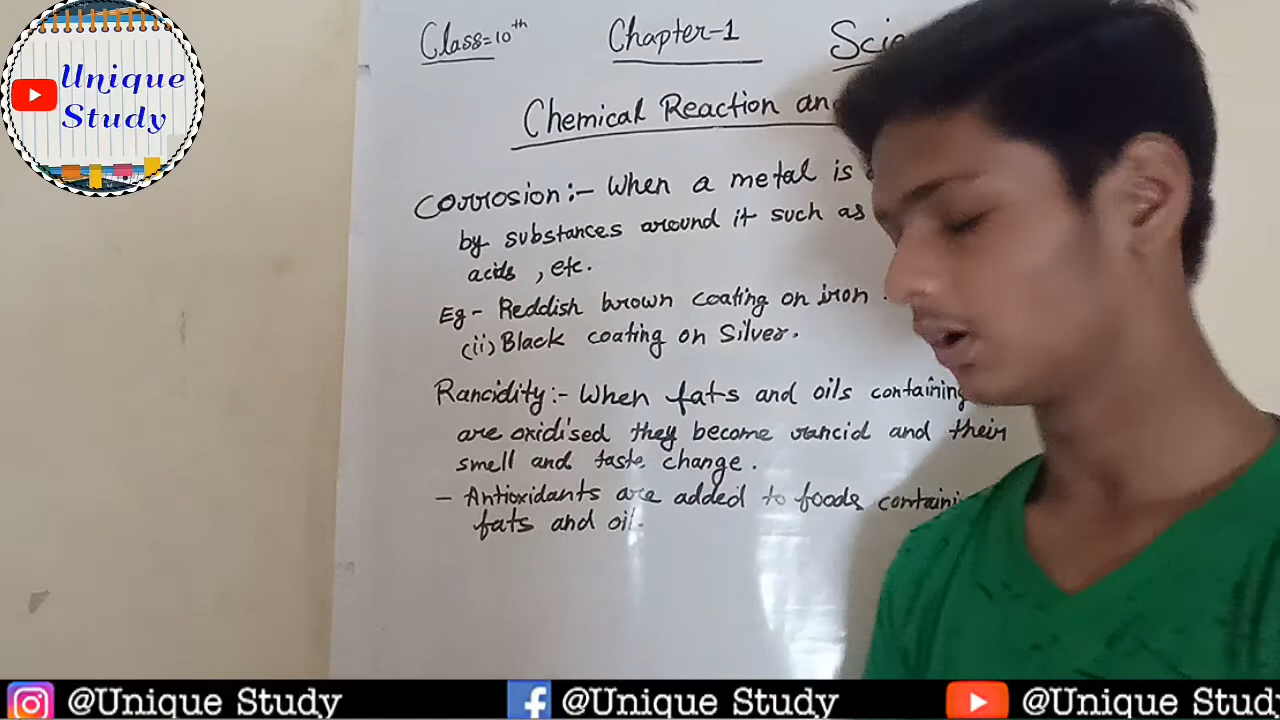 Unique
Study
Class=10th Chapter-1
Chemical Reaction
Corrosion:- When a metal is
by substances around it such as
acids, etc.
Eg- Reddish brown coating on iron
(ii) Black coating on Silver.
Rancidity:- When fats and oils containing
are oxidised they become rancid and their
smell and taste change.
- Antioxidants are added to foods
fats and oil.
@Unique Study @Unique Study @Unique